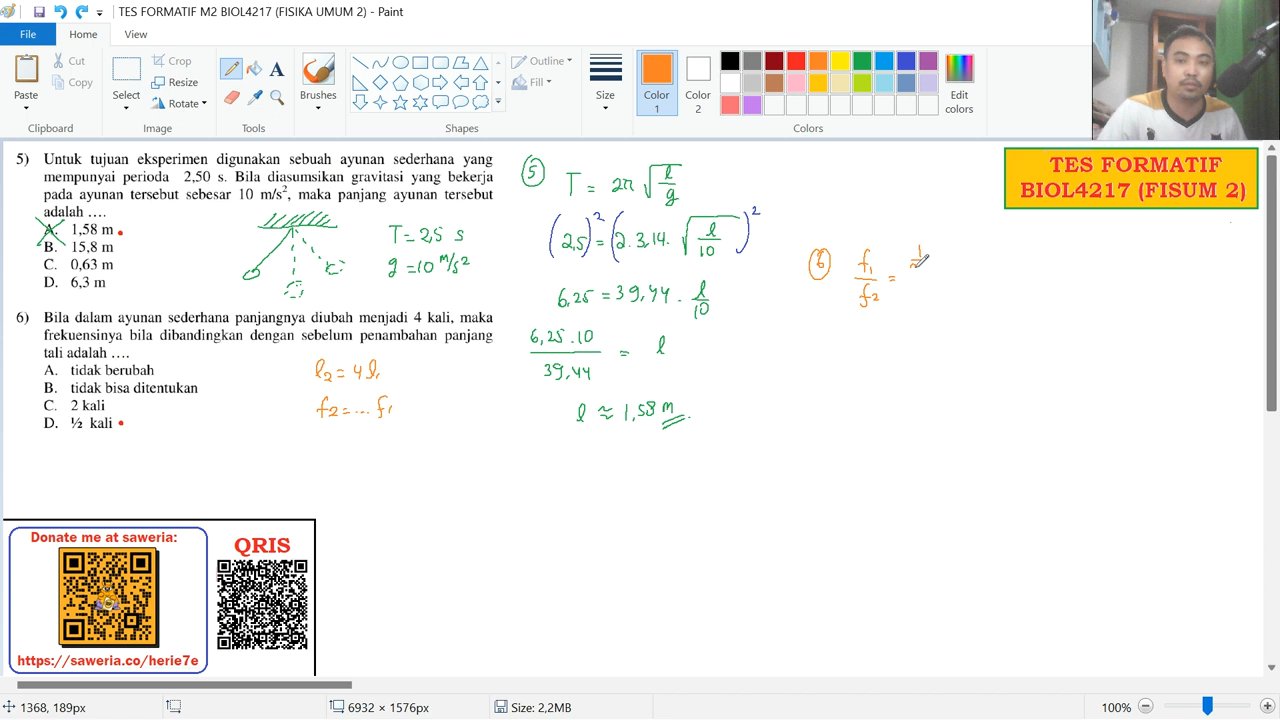 TES FORMATIF M2 BIOL4217 (FISIKA UMUM 2) - Paint
File Home View
Paste Cut Copy Clipboard
Select Crop Resize Rotate Image
Tools
Brushes
Outline Fill Shapes
Size
Color 1 Color 2 Edit colors Colors
TES FORMATIF
BIOL4217 (FISUM 2)
5) Untuk tujuan eksperimen digunakan sebuah ayunan sederhana yang
mempunyai perioda 2,50 s. Bila diasumsikan gravitasi yang bekerja
pada ayunan tersebut sebesar 10 m/s², maka panjang ayunan tersebut
adalah ....
A. 1,58 m
B. 15,8 m
C. 0,63 m
D. 6,3 m
T = 2,5 s
g = 10 m/s²
6) Bila dalam ayunan sederhana panjangnya diubah menjadi 4 kali, maka
frekuensinya bila dibandingkan dengan sebelum penambahan panjang
tali adalah ....
A. tidak berubah
B. tidak bisa ditentukan
C. 2 kali
D. ½ kali
l₂ = 4 l₁
f₂ = ... f₁
5 T = 2π √(l/g)
(2,5)² = (2. 3,14. √(l/10))²
6,25 = 39,44 . l/10
6,25 . 10 / 39,44 = l
l ≈ 1,58 m
6 f₁/f₂ = 1
Donate me at saweria:
https://saweria.co/herie7e
QRIS
1368, 189px 6932 × 1576px Size: 2,2MB 100%